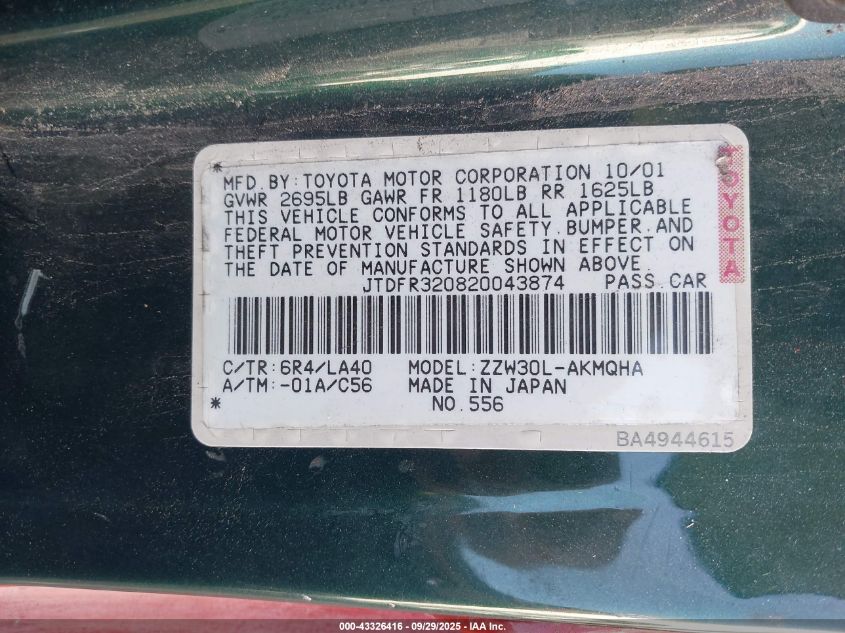 *
MFD.BY:TOYOTA MOTOR CORPORATION 10/01
GVWR 2695LB GAWR FR 1180LB RR 1625LB
THIS VEHICLE CONFORMS TO ALL APPLICABLE
FEDERAL MOTOR VEHICLE SAFETY.BUMPER.AND
THEFT PREVENTION STANDARDS IN EFFECT ON
THE DATE OF MANUFACTURE SHOWN ABOVE.
JTDFR320820043874 PASS.CAR
TOYOTA
C/TR:6R4/LA40 MODEL:ZZW30L-AKMQHA
A/TM:-01A/C56 MADE IN JAPAN
* NO.556
BA4944615
000-43326416 - 09/29/2025 - IAA Inc.